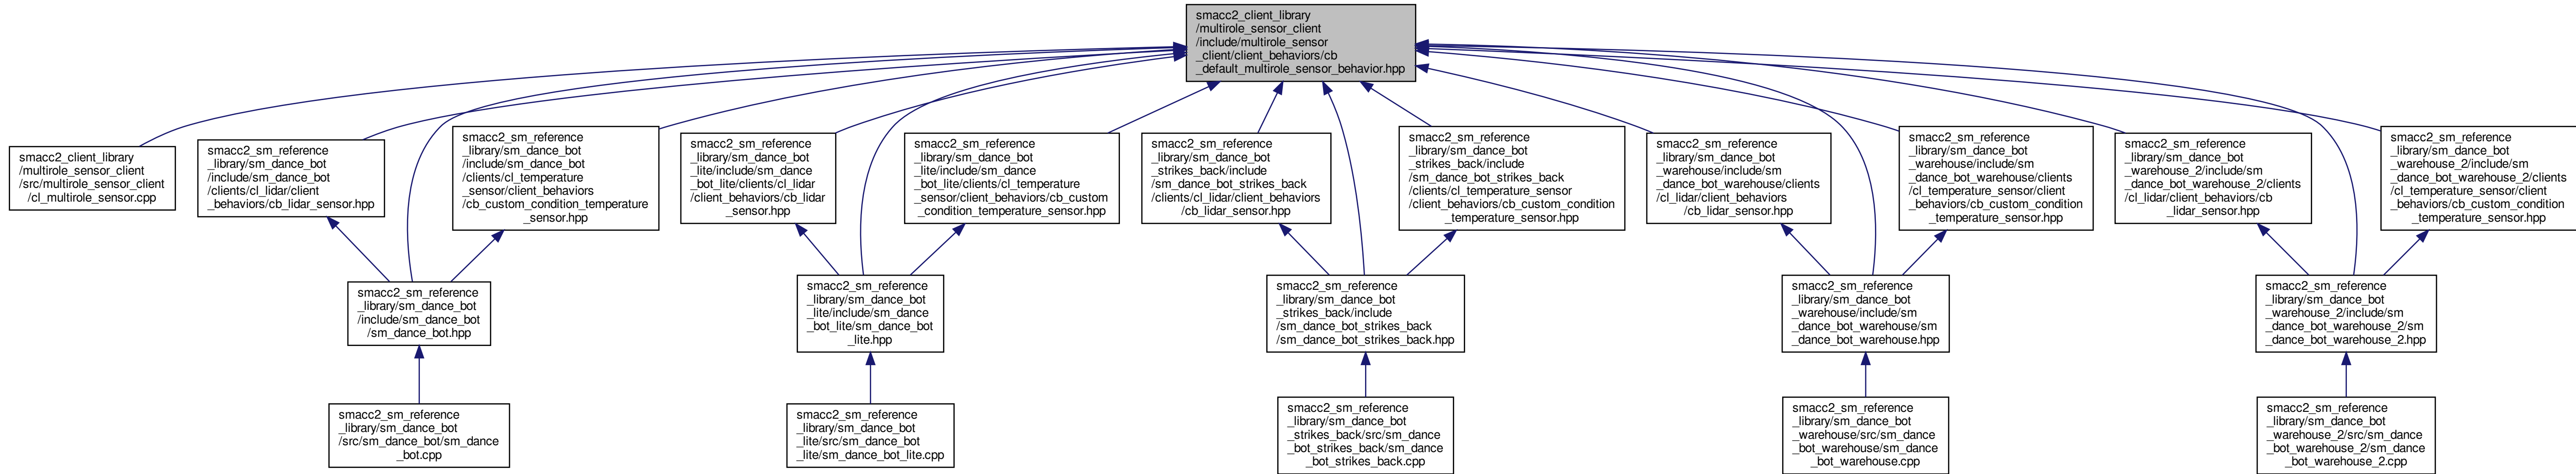 smacc2_client_library
/multirole_sensor_client
/include/multirole_sensor
_client/client_behaviors/cb
_default_multirole_sensor_behavior.hpp
smacc2_client_library
/multirole_sensor_client
/src/multirole_sensor_client
/cl_multirole_sensor.cpp
smacc2_sm_reference
_library/sm_dance_bot
/include/sm_dance_bot
/clients/cl_lidar/client
_behaviors/cb_lidar_sensor.hpp
smacc2_sm_reference
_library/sm_dance_bot
/include/sm_dance_bot
/clients/cl_temperature
_sensor/client_behaviors
/cb_custom_condition_temperature
_sensor.hpp
smacc2_sm_reference
_library/sm_dance_bot
_lite/include/sm_dance
_bot_lite/clients/cl_lidar
/client_behaviors/cb_lidar
_sensor.hpp
smacc2_sm_reference
_library/sm_dance_bot
_lite/include/sm_dance
_bot_lite/clients/cl_temperature
_sensor/client_behaviors/cb_custom
_condition_temperature_sensor.hpp
smacc2_sm_reference
_library/sm_dance_bot
_strikes_back/include
/sm_dance_bot_strikes_back
/clients/cl_lidar/client_behaviors
/cb_lidar_sensor.hpp
smacc2_sm_reference
_library/sm_dance_bot
_strikes_back/include
/sm_dance_bot_strikes_back
/clients/cl_temperature_sensor
/client_behaviors/cb_custom_condition
_temperature_sensor.hpp
smacc2_sm_reference
_library/sm_dance_bot
_warehouse/include/sm
_dance_bot_warehouse/clients
/cl_lidar/client_behaviors
/cb_lidar_sensor.hpp
smacc2_sm_reference
_library/sm_dance_bot
_warehouse/include/sm
_dance_bot_warehouse/clients
/cl_temperature_sensor/client
_behaviors/cb_custom_condition
_temperature_sensor.hpp
smacc2_sm_reference
_library/sm_dance_bot
_warehouse_2/include/sm
_dance_bot_warehouse_2/clients
/cl_lidar/client_behaviors/cb
_lidar_sensor.hpp
smacc2_sm_reference
_library/sm_dance_bot
_warehouse_2/include/sm
_dance_bot_warehouse_2/clients
/cl_temperature_sensor/client
_behaviors/cb_custom_condition
_temperature_sensor.hpp
smacc2_sm_reference
_library/sm_dance_bot
/include/sm_dance_bot
/sm_dance_bot.hpp
smacc2_sm_reference
_library/sm_dance_bot
_lite/include/sm_dance
_bot_lite/sm_dance_bot
_lite.hpp
smacc2_sm_reference
_library/sm_dance_bot
_strikes_back/include
/sm_dance_bot_strikes_back
/sm_dance_bot_strikes_back.hpp
smacc2_sm_reference
_library/sm_dance_bot
_warehouse/include/sm
_dance_bot_warehouse/sm
_dance_bot_warehouse.hpp
smacc2_sm_reference
_library/sm_dance_bot
_warehouse_2/include/sm
_dance_bot_warehouse_2/sm
_dance_bot_warehouse_2.hpp
smacc2_sm_reference
_library/sm_dance_bot
/src/sm_dance_bot/sm_dance
_bot.cpp
smacc2_sm_reference
_library/sm_dance_bot
_lite/src/sm_dance_bot
_lite/sm_dance_bot_lite.cpp
smacc2_sm_reference
_library/sm_dance_bot
_strikes_back/src/sm_dance
_bot_strikes_back/sm_dance
_bot_strikes_back.cpp
smacc2_sm_reference
_library/sm_dance_bot
_warehouse/src/sm_dance
_bot_warehouse/sm_dance
_bot_warehouse.cpp
smacc2_sm_reference
_library/sm_dance_bot
_warehouse_2/src/sm_dance
_bot_warehouse_2/sm_dance
_bot_warehouse_2.cpp